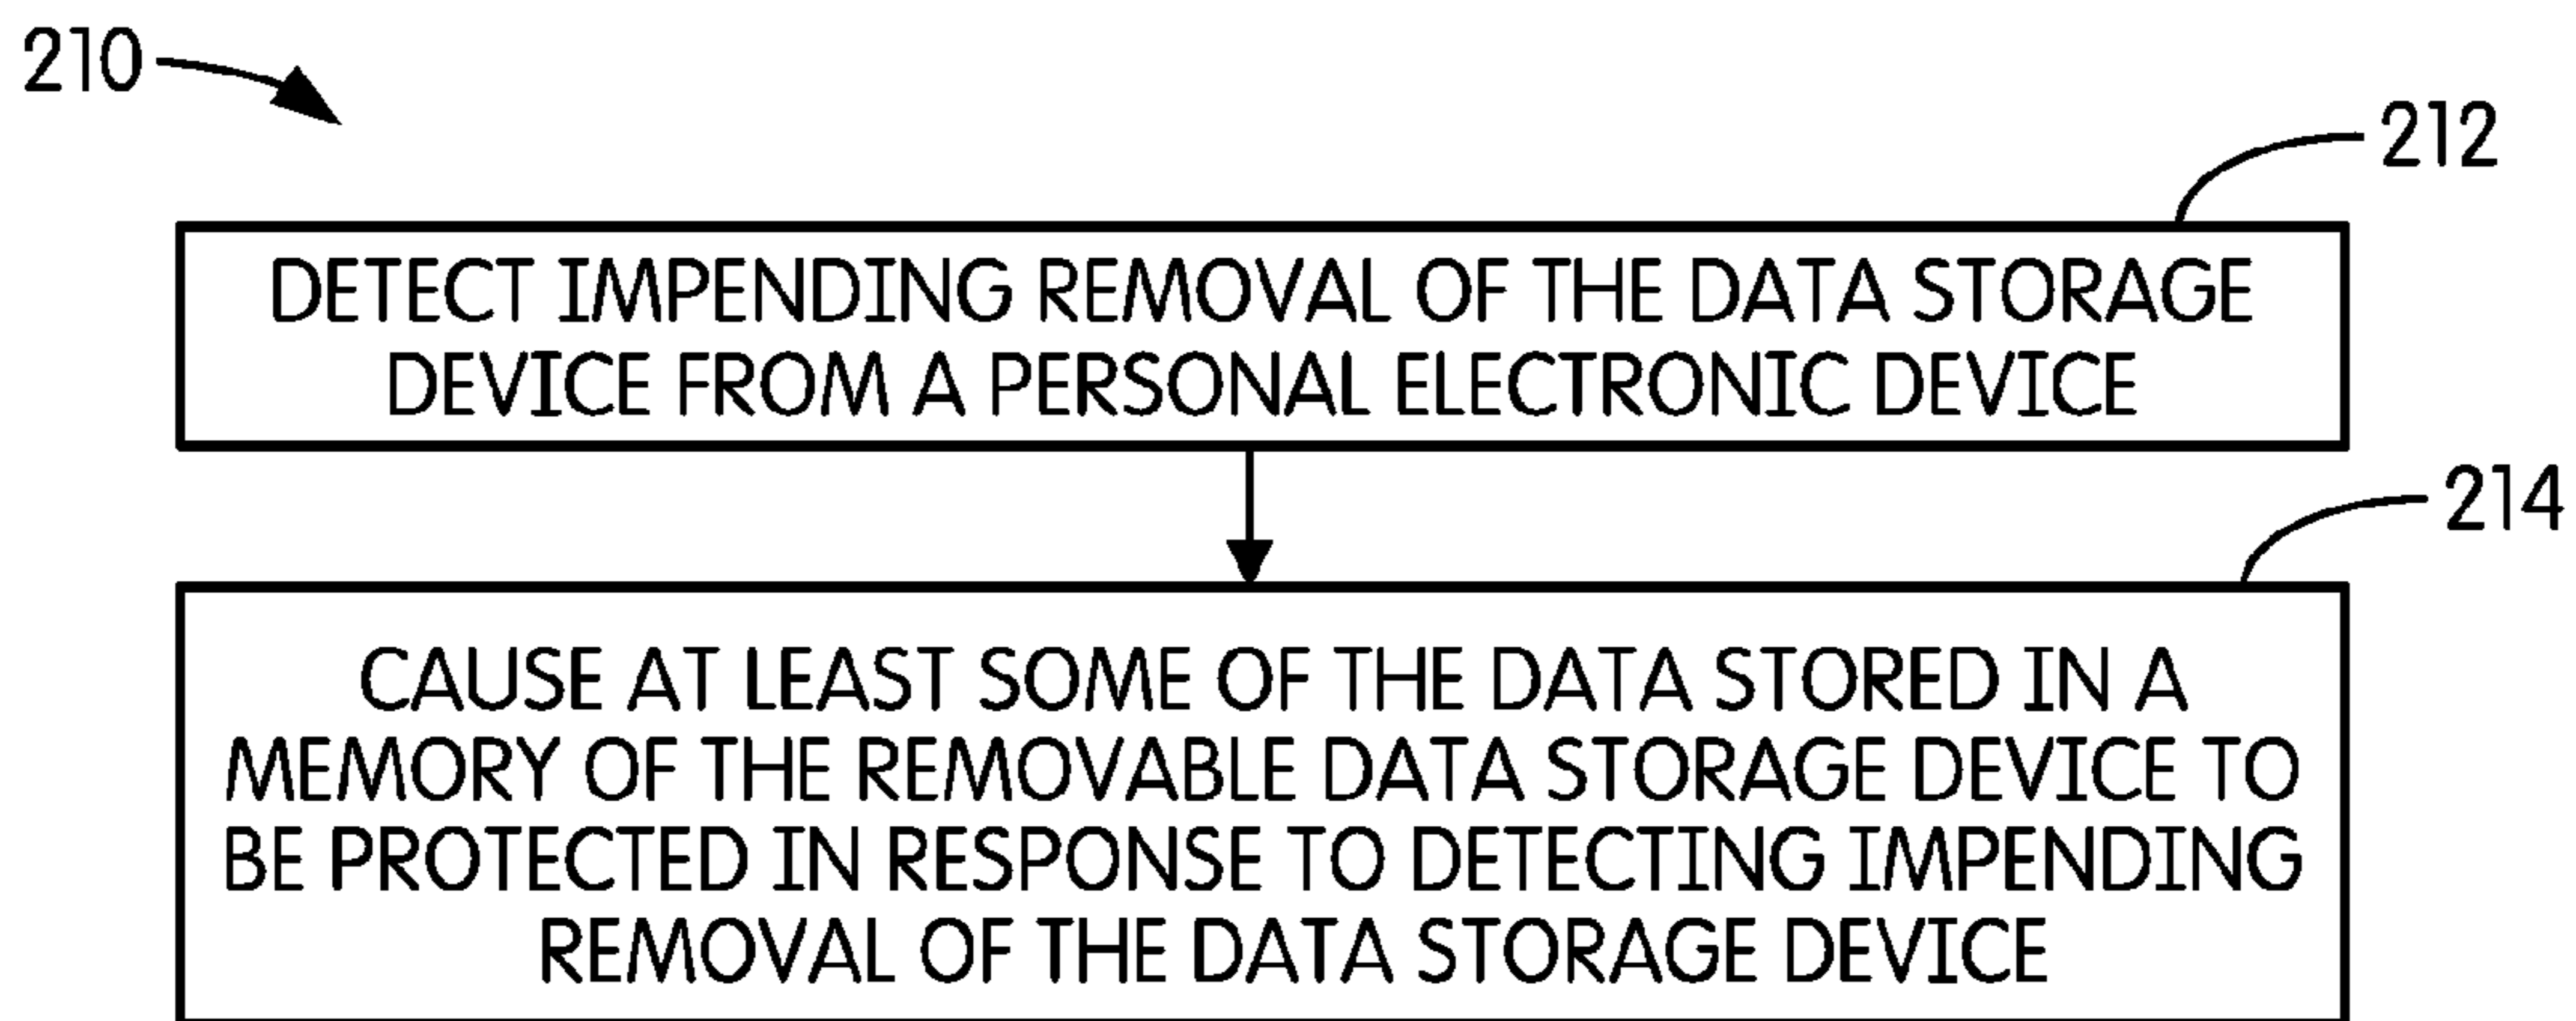 210
212
DETECT IMPENDING REMOVAL OF THE DATA STORAGE
DEVICE FROM A PERSONAL ELECTRONIC DEVICE
214
CAUSE AT LEAST SOME OF THE DATA STORED IN A
MEMORY OF THE REMOVABLE DATA STORAGE DEVICE TO
BE PROTECTED IN RESPONSE TO DETECTING IMPENDING
REMOVAL OF THE DATA STORAGE DEVICE